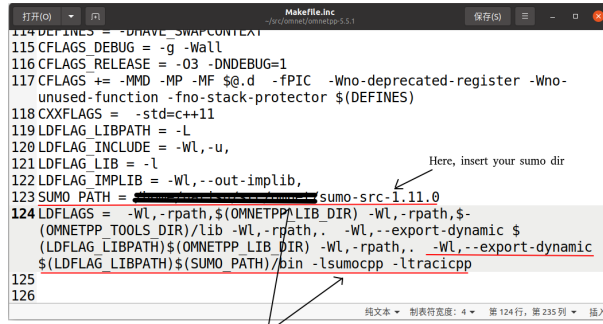 打开(O)
Makefile.inc
~/src/omnet/omnetpp-5.5.1
保存(S)
114 DEFINES = -DHAVE_SWAPCONTEXT
115 CFLAGS_DEBUG = -g -Wall
116 CFLAGS_RELEASE = -O3 -DNDEBUG=1
117 CFLAGS += -MMD -MP -MF $@.d -fPIC -Wno-deprecated-register -Wno-
unused-function -fno-stack-protector $(DEFINES)
118 CXXFLAGS = -std=c++11
119 LDFLAG_LIBPATH = -L
120 LDFLAG_INCLUDE = -Wl,-u,
121 LDFLAG_LIB = -l
Here, insert your sumo dir
122 LDFLAG_IMPLIB = -Wl,--out-implib,
123 SUMO_PATH = /sumo-src-1.11.0
124 LDFLAGS = -Wl,-rpath,$(OMNETPP_LIB_DIR) -Wl,-rpath,$-
(OMNETPP_TOOLS_DIR)/lib -Wl,-rpath,. -Wl,--export-dynamic $
(LDFLAG_LIBPATH)$(OMNETPP_LIB_DIR) -Wl,-rpath,. -Wl,--export-dynamic
$(LDFLAG_LIBPATH)$(SUMO_PATH)/bin -lsumocpp -ltracicpp
125
126
纯文本 制表符宽度：4 第 124 行，第 235 列 插入